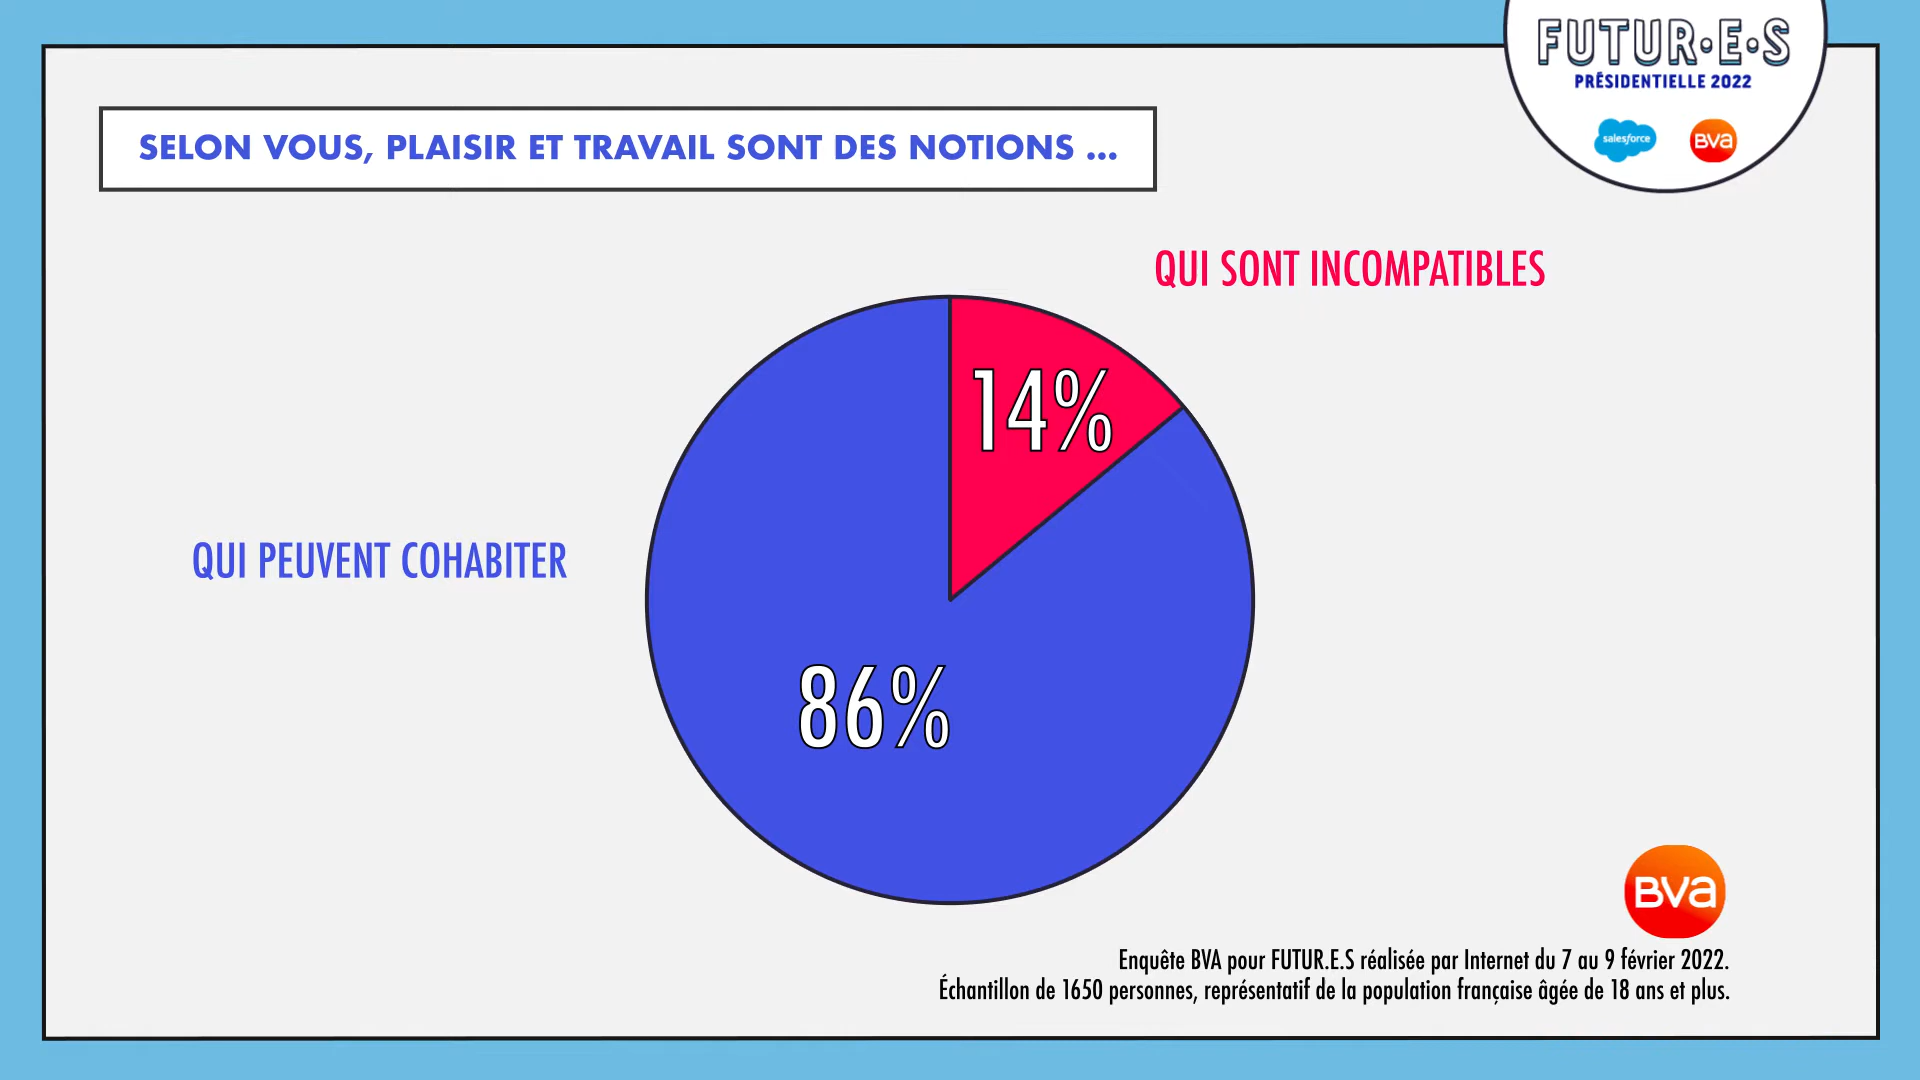 FUTUR•E•S
PRÉSIDENTIELLE 2022
salesforce
BVA
SELON VOUS, PLAISIR ET TRAVAIL SONT DES NOTIONS ...
QUI SONT INCOMPATIBLES
14%
QUI PEUVENT COHABITER
86%
BVA
Enquête BVA pour FUTUR.E.S réalisée par Internet du 7 au 9 février 2022.
Échantillon de 1650 personnes, représentatif de la population française âgée de 18 ans et plus.